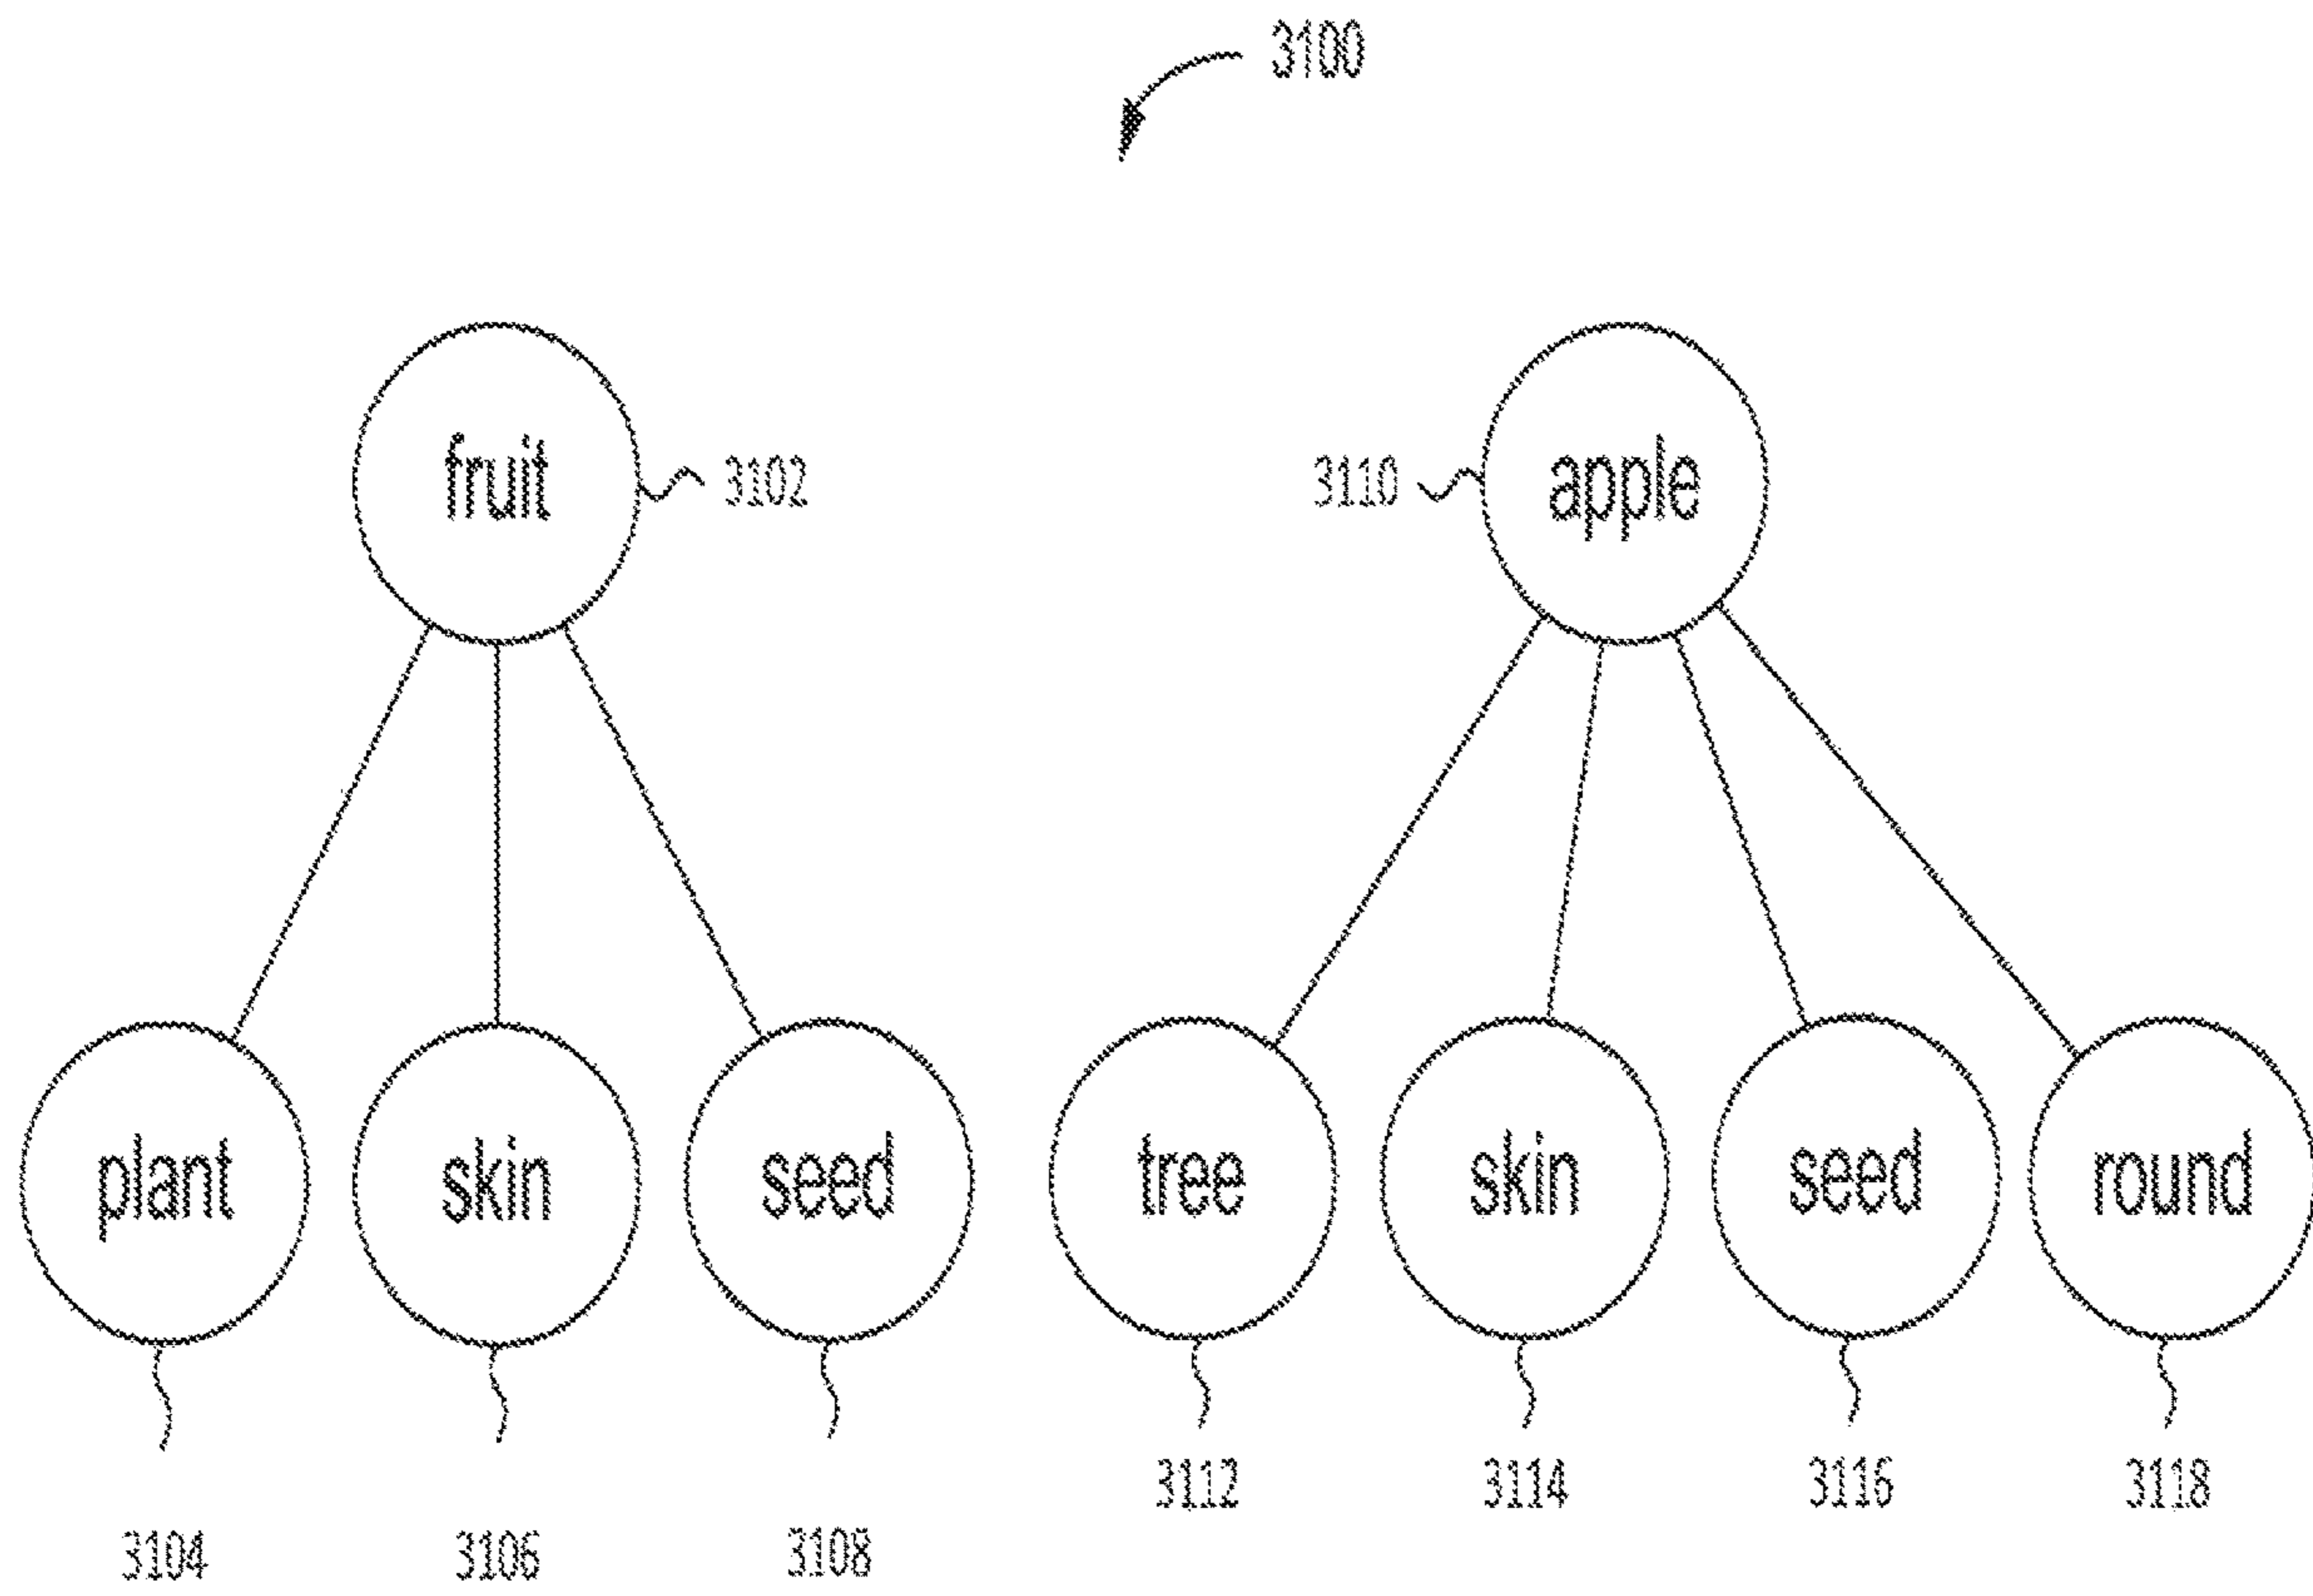 3100
fruit
3102
3110
apple
plant
skin
seed
tree
skin
seed
round
3112
3114
3116
3118
3104
3106
3108